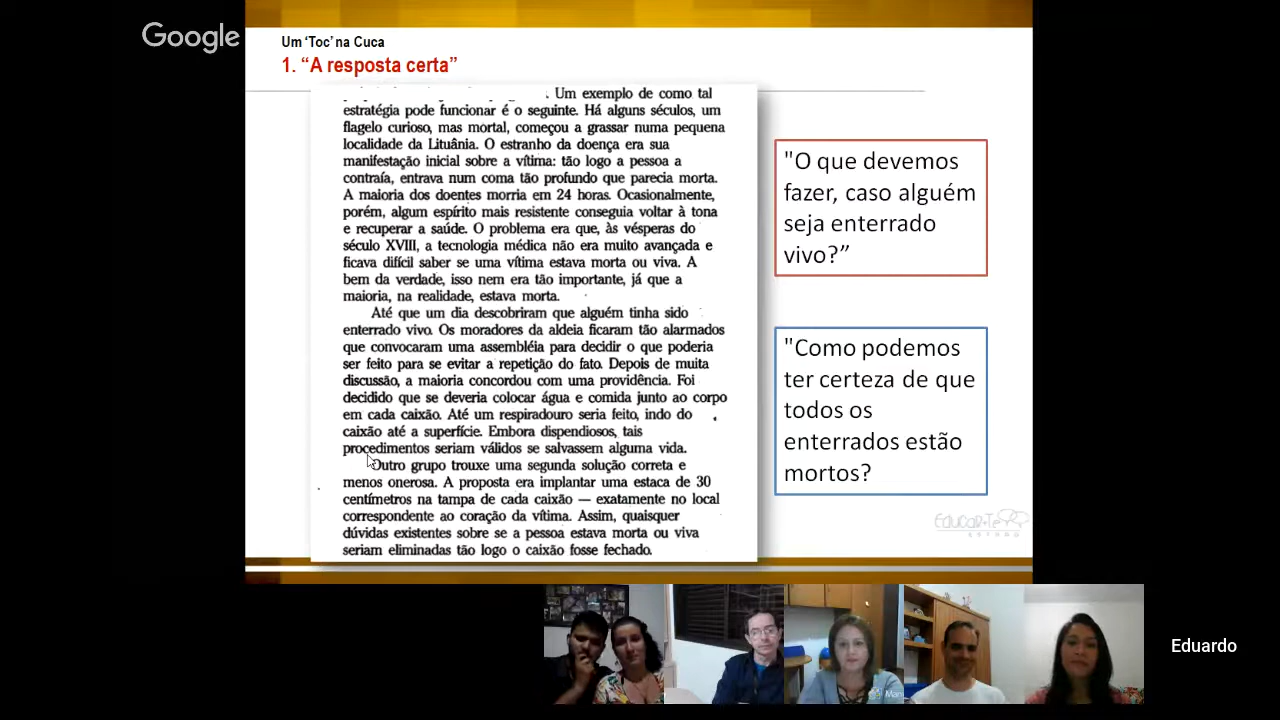 Google
Um ‘Toc’ na Cuca
1. “A resposta certa”
. Um exemplo de como tal
estratégia pode funcionar é o seguinte. Há alguns séculos, um
flagelo curioso, mas mortal, começou a grassar numa pequena
localidade da Lituânia. O estranho da doença era sua
manifestação inicial sobre a vítima: tão logo a pessoa a
contraía, entrava num coma tão profundo que parecia morta.
A maioria dos doentes morria em 24 horas. Ocasionalmente,
porém, algum espírito mais resistente conseguia voltar à tona
e recuperar a saúde. O problema era que, às vésperas do
século XVIII, a tecnologia médica não era muito avançada e
ficava difícil saber se uma vítima estava morta ou viva. A
bem da verdade, isso nem era tão importante, já que a
maioria, na realidade, estava morta.
Até que um dia descobriram que alguém tinha sido
enterrado vivo. Os moradores da aldeia ficaram tão alarmados
que convocaram uma assembléia para decidir o que poderia
ser feito para se evitar a repetição do fato. Depois de muita
discussão, a maioria concordou com uma providência. Foi
decidido que se deveria colocar água e comida junto ao corpo
em cada caixão. Até um respiradouro seria feito, indo do
caixão até a superfície. Embora dispendiosos, tais
procedimentos seriam válidos se salvassem alguma vida.
Outro grupo trouxe uma segunda solução correta e
menos onerosa. A proposta era implantar uma estaca de 30
centímetros na tampa de cada caixão — exatamente no local
correspondente ao coração da vítima. Assim, quaisquer
dúvidas existentes sobre se a pessoa estava morta ou viva
seriam eliminadas tão logo o caixão fosse fechado.
"O que devemos
fazer, caso alguém
seja enterrado
vivo?”
"Como podemos
ter certeza de que
todos os
enterrados estão
mortos?
Educar-Te
ESTUDO
Eduardo